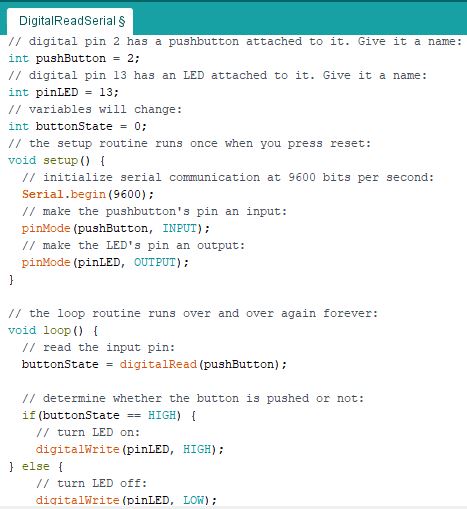 DigitalReadSerial §
// digital pin 2 has a pushbutton attached to it. Give it a name:
int pushButton = 2;
// digital pin 13 has an LED attached to it. Give it a name:
int pinLED = 13;
// variables will change:
int buttonState = 0;
// the setup routine runs once when you press reset:
void setup() {
  // initialize serial communication at 9600 bits per second:
  Serial.begin(9600);
  // make the pushbutton's pin an input:
  pinMode(pushButton, INPUT);
  // make the LED's pin an output:
  pinMode(pinLED, OUTPUT);
}

// the loop routine runs over and over again forever:
void loop() {
  // read the input pin:
  buttonState = digitalRead(pushButton);

  // determine whether the button is pushed or not:
  if(buttonState == HIGH) {
    // turn LED on:
    digitalWrite(pinLED, HIGH);
} else {
    // turn LED off:
    digitalWrite(pinLED, LOW);